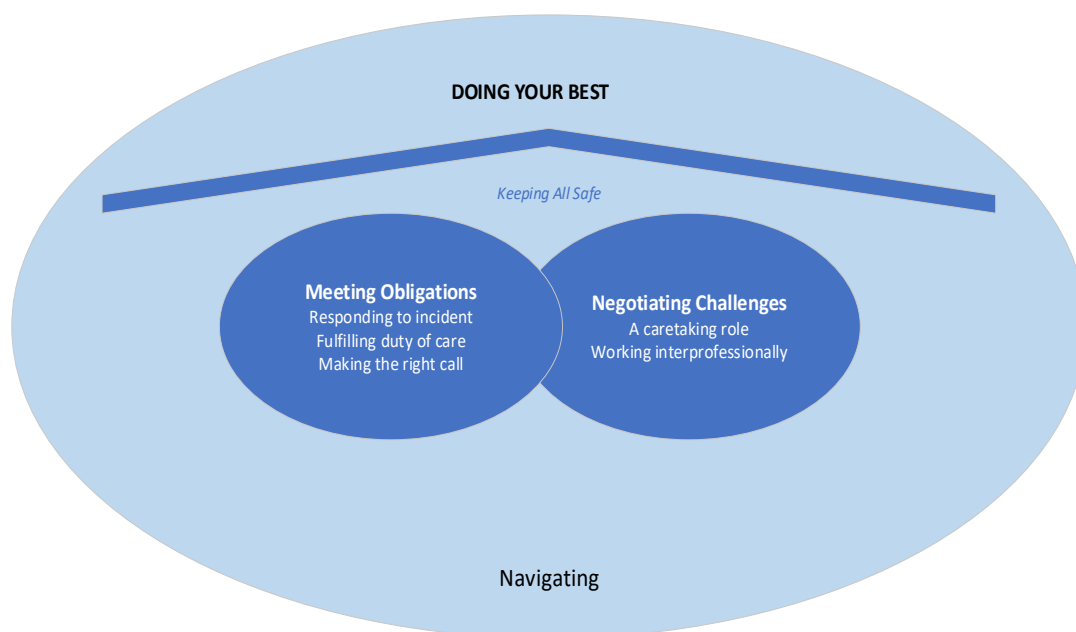 DOING YOUR BEST
Keeping All Safe
Meeting Obligations
Responding to incident
Fulfilling duty of care
Making the right call
Negotiating Challenges
A caretaking role
Working interprofessionally
Navigating